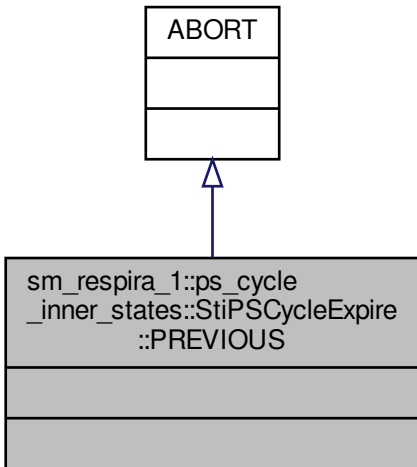 ABORT
sm_respira_1::ps_cycle
_inner_states::StiPSCycleExpire
::PREVIOUS